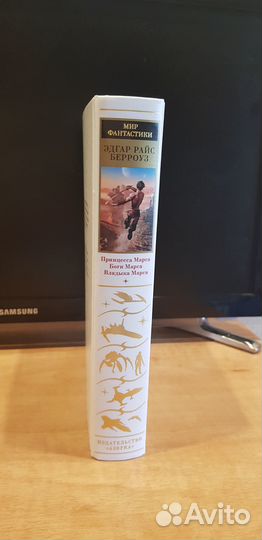 МИР
ФАНТАСТИКИ
ЭДГАР РАЙС
БЕРРОУЗ
Принцесса Марса
Боги Марса
Владыка Марса
SAMSUNG
ИЗДАТЕЛЬСТВО
«АЗБУКА»
Avito